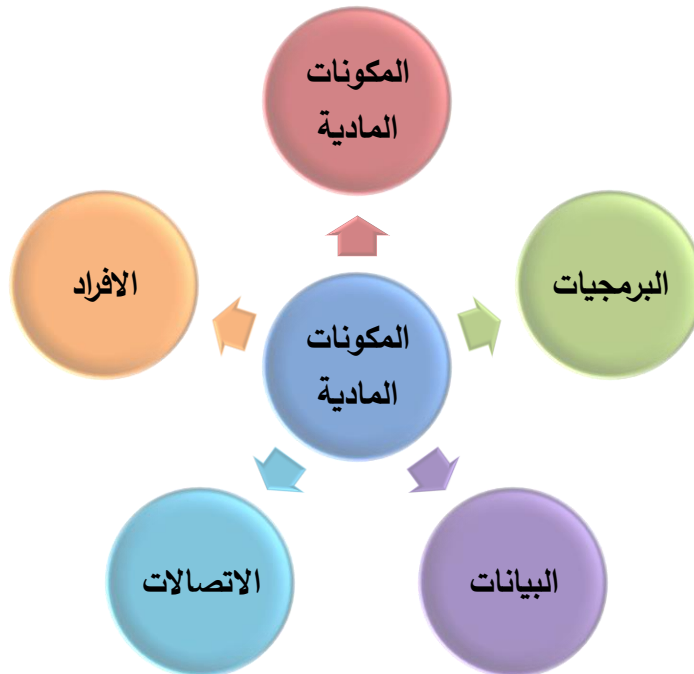 المكونات
المادية
البرمجيات
الافراد
المكونات
المادية
البيانات
الاتصالات